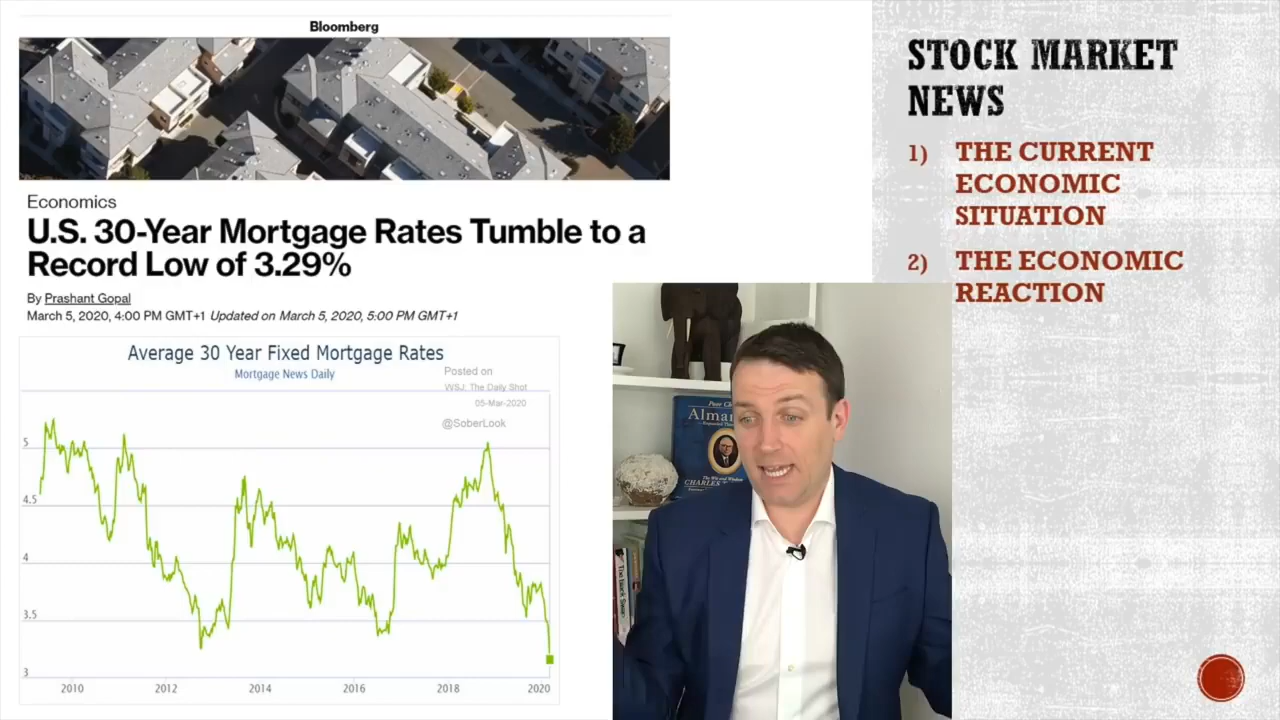 Bloomberg
Economics
U.S. 30-Year Mortgage Rates Tumble to a
Record Low of 3.29%
By Prashant Gopal
March 5, 2020, 4:00 PM GMT+1 Updated on March 5, 2020, 5:00 PM GMT+1
Average 30 Year Fixed Mortgage Rates
Mortgage News Daily
Posted on
WSJ: The Daily Shot
05-Mar-2020
@SoberLook
5
4.5
4
3.5
3
2010 2012 2014 2016 2018 2020
STOCK MARKET
NEWS
1) THE CURRENT
ECONOMIC
SITUATION
2) THE ECONOMIC
REACTION
The Black Swan